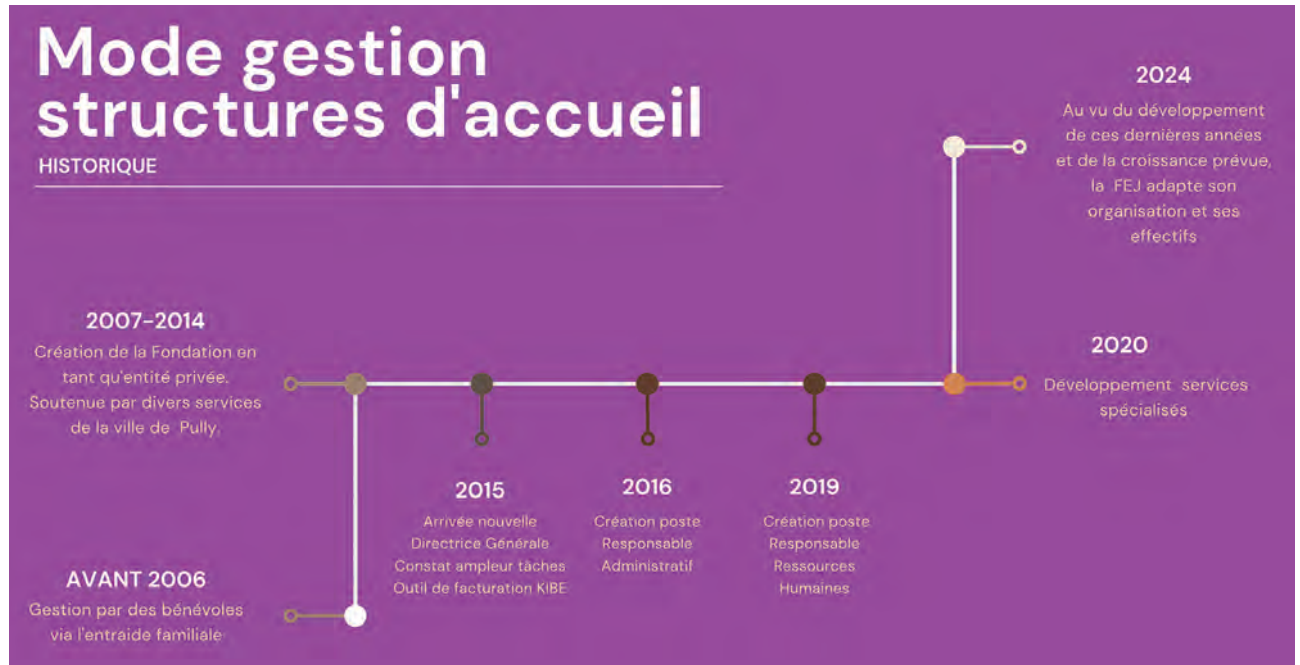 Mode gestion
structures d'accueil
HISTORIQUE
AVANT 2006
Gestion par des bénévoles
via l'entraide familiale
2007-2014
Création de la Fondation en
tant qu'entité privée.
Soutenue par divers services
de la ville de Pully.
2015
Arrivée nouvelle
Directrice Générale
Constat ampleur tâches
Outil de facturation KIBE
2016
Création poste
Responsable
Administratif
2019
Création poste
Responsable
Ressources
Humaines
2020
Développement services
spécialisés
2024
Au vu du développement
de ces dernières années
et de la croissance prévue,
la FEJ adapte son
organisation et ses
effectifs